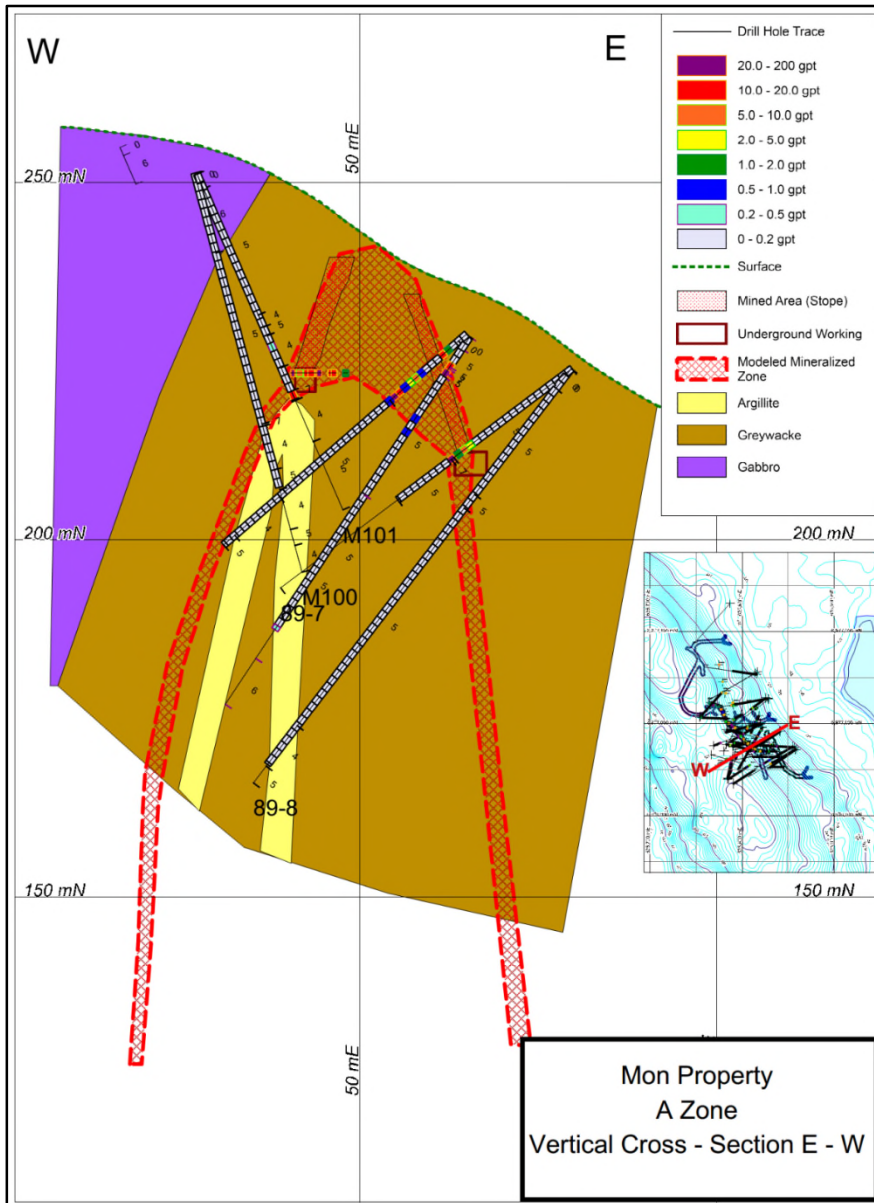 W
E
Drill Hole Trace
20.0 - 200 gpt
10.0 - 20.0 gpt
5.0 - 10.0 gpt
2.0 - 5.0 gpt
1.0 - 2.0 gpt
0.5 - 1.0 gpt
0.2 - 0.5 gpt
0 - 0.2 gpt
Surface
Mined Area (Stope)
Underground Working
Modeled Mineralized
Zone
Argillite
Greywacke
Gabbro
50 mE
250 mN
200 mN
200 mN
M101
M100
89-7
89-8
E
W
150 mN
150 mN
50 mE
Mon Property
A Zone
Vertical Cross - Section E - W